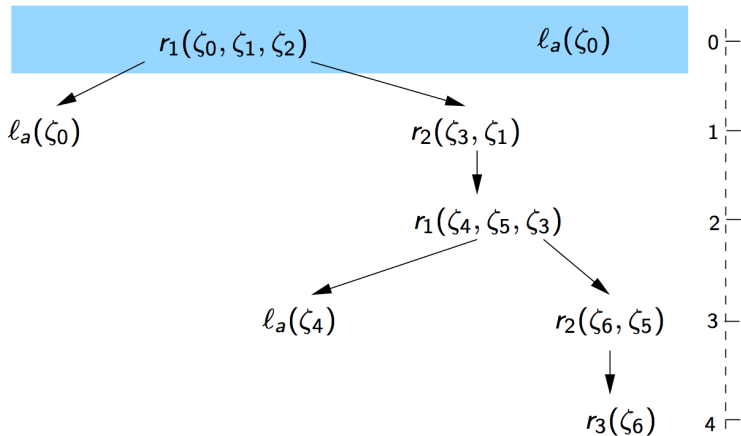 r₁(ζ₀, ζ₁, ζ₂) ℓₐ(ζ₀) 0
ℓₐ(ζ₀) r₂(ζ₃, ζ₁) 1
r₁(ζ₄, ζ₅, ζ₃) 2
ℓₐ(ζ₄) r₂(ζ₆, ζ₅) 3
r₃(ζ₆) 4